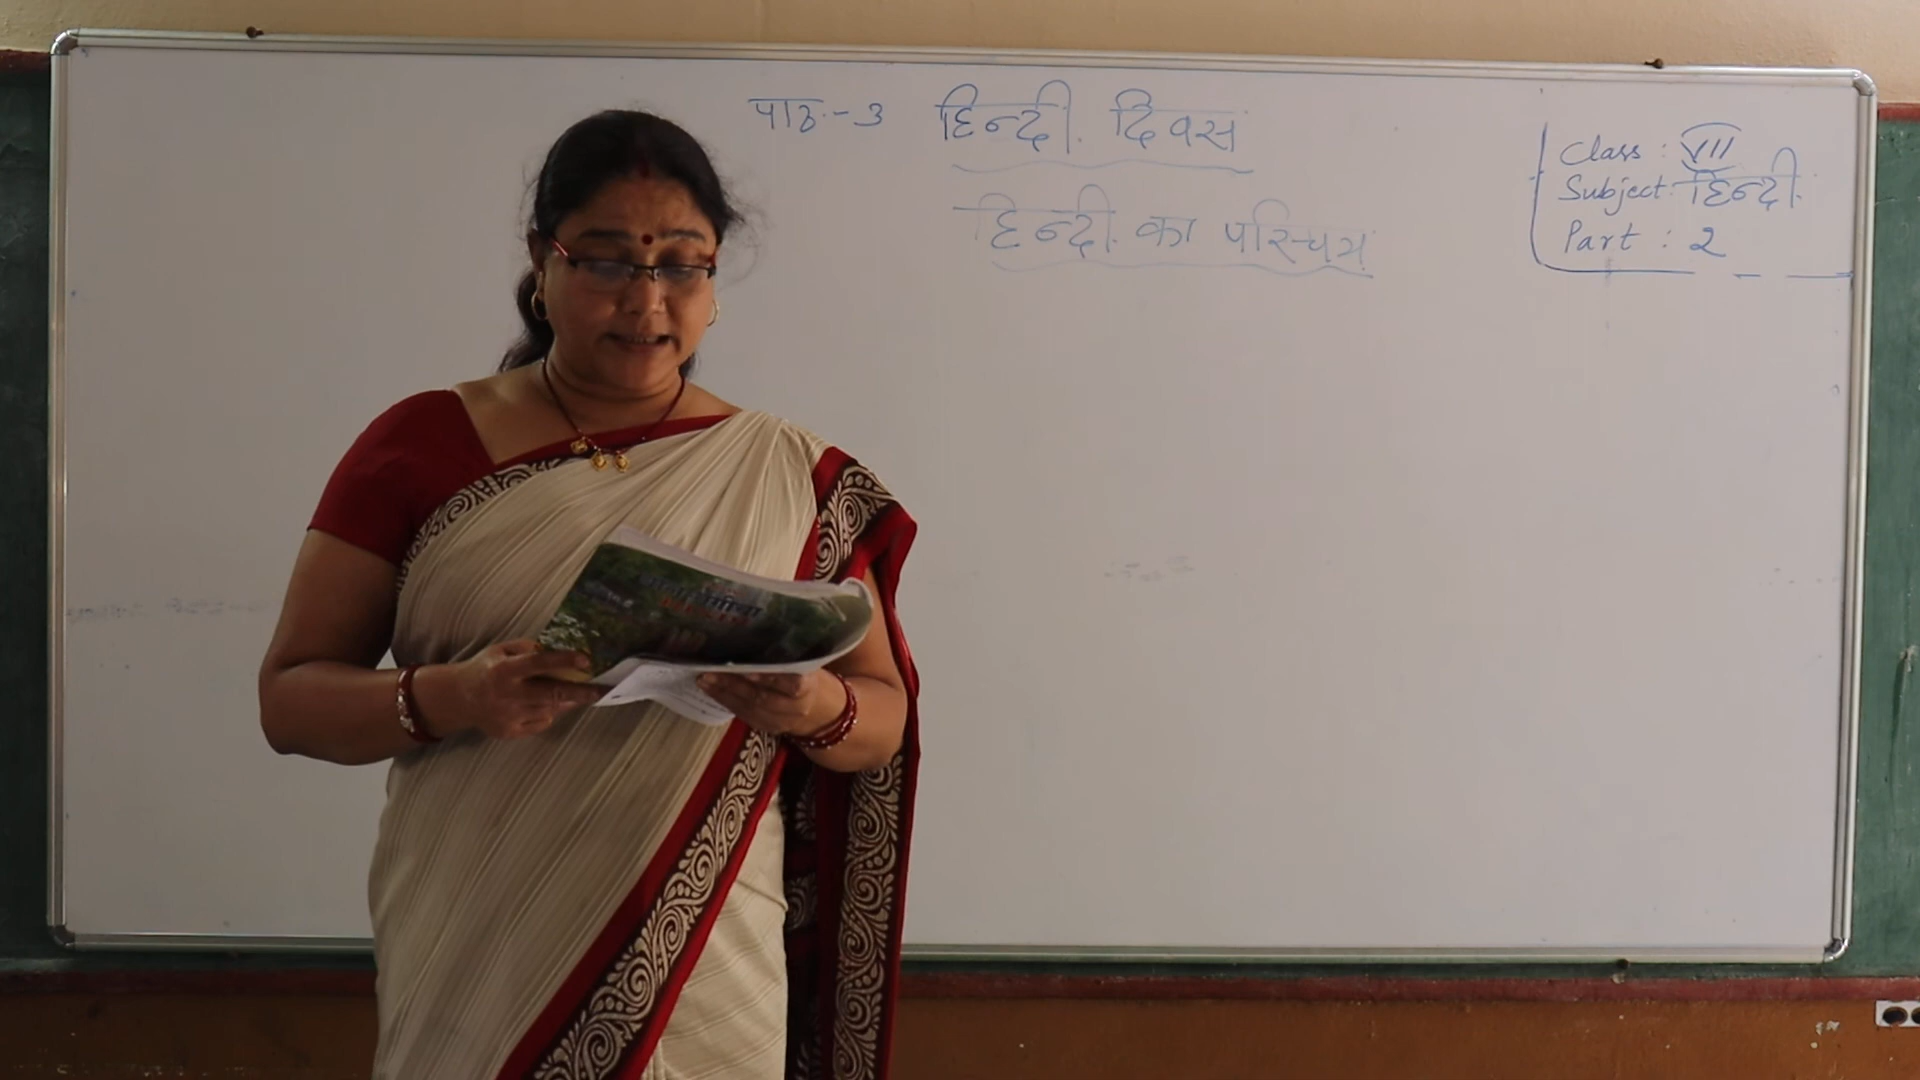 पाठ-3 हिन्दी दिवस
हिन्दी का परिचय
Class : VII
Subject: हिन्दी
Part : 2